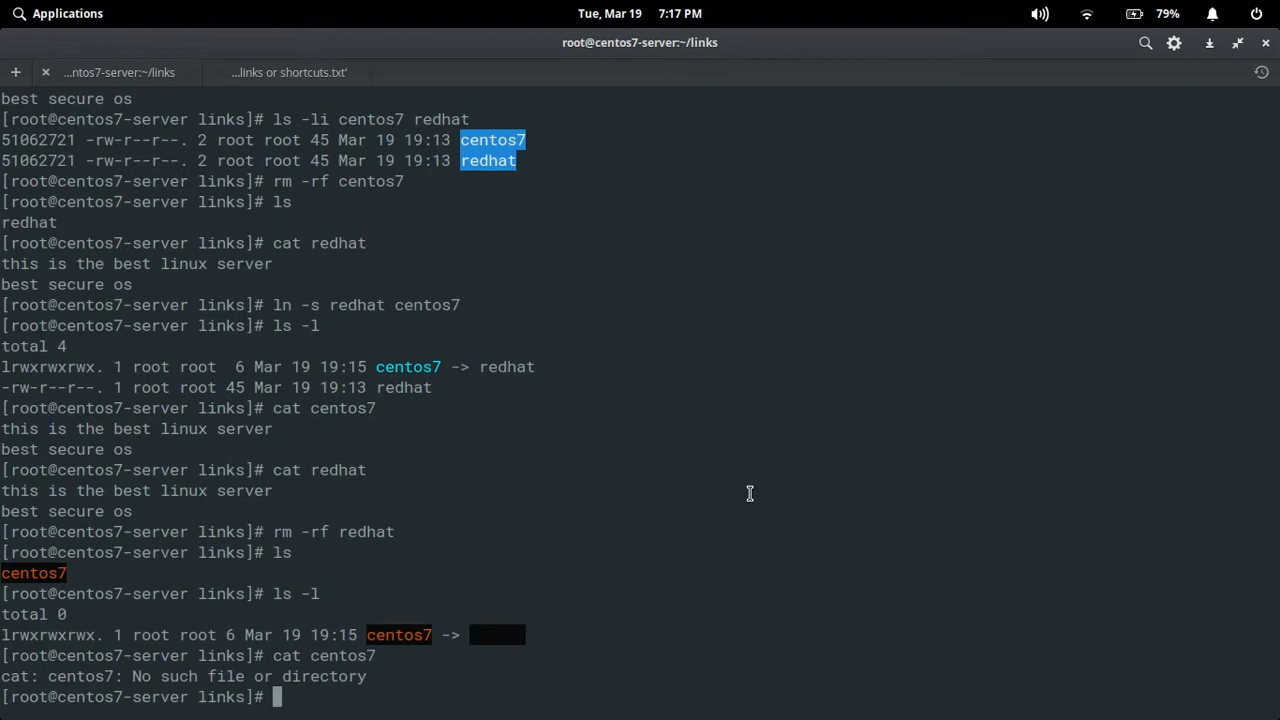 Applications
Tue, Mar 19 7:17 PM
79%
root@centos7-server:~/links
...ntos7-server:~/links
...links or shortcuts.txt'
best secure os
[root@centos7-server links]# ls -li centos7 redhat
51062721 -rw-r--r--. 2 root root 45 Mar 19 19:13 centos7
51062721 -rw-r--r--. 2 root root 45 Mar 19 19:13 redhat
[root@centos7-server links]# rm -rf centos7
[root@centos7-server links]# ls
redhat
[root@centos7-server links]# cat redhat
this is the best linux server
best secure os
[root@centos7-server links]# ln -s redhat centos7
[root@centos7-server links]# ls -l
total 4
lrwxrwxrwx. 1 root root  6 Mar 19 19:15 centos7 -> redhat
-rw-r--r--. 1 root root 45 Mar 19 19:13 redhat
[root@centos7-server links]# cat centos7
this is the best linux server
best secure os
[root@centos7-server links]# cat redhat
this is the best linux server
best secure os
[root@centos7-server links]# rm -rf redhat
[root@centos7-server links]# ls
centos7
[root@centos7-server links]# ls -l
total 0
lrwxrwxrwx. 1 root root 6 Mar 19 19:15 centos7 ->
[root@centos7-server links]# cat centos7
cat: centos7: No such file or directory
[root@centos7-server links]#